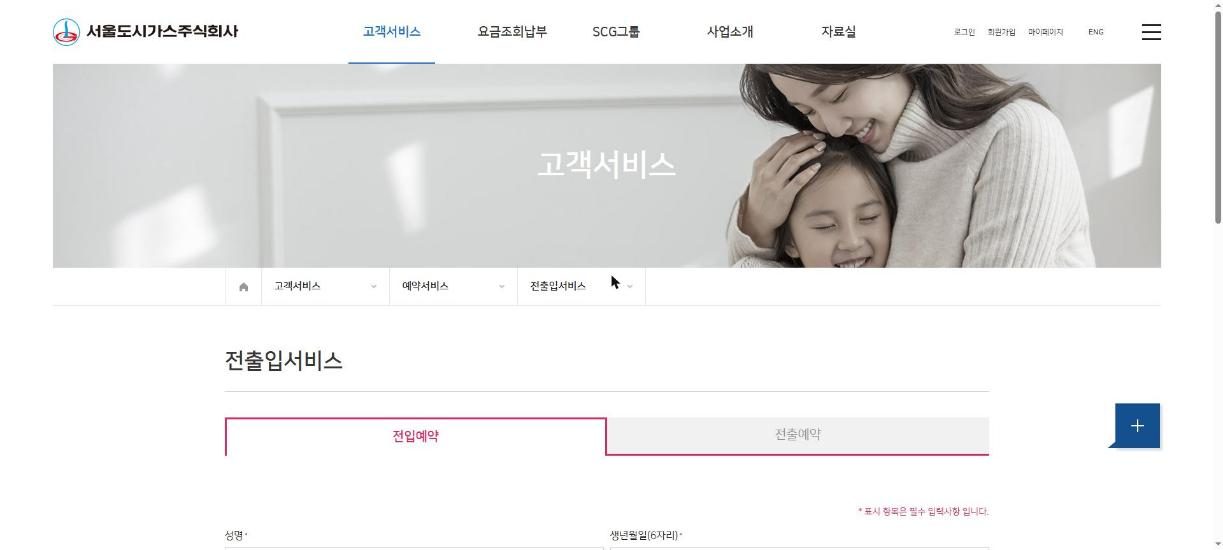 서울도시가스주식회사
고객서비스
요금조회납부
SCG그룹
사업소개
자료실
로그인
회원가입
마이페이지
ENG
고객서비스
고객서비스
예약서비스
전출입서비스
전출입서비스
전입예약
전출예약
* 표시 항목은 필수 입력사항 입니다.
성명*
생년월일(6자리)*